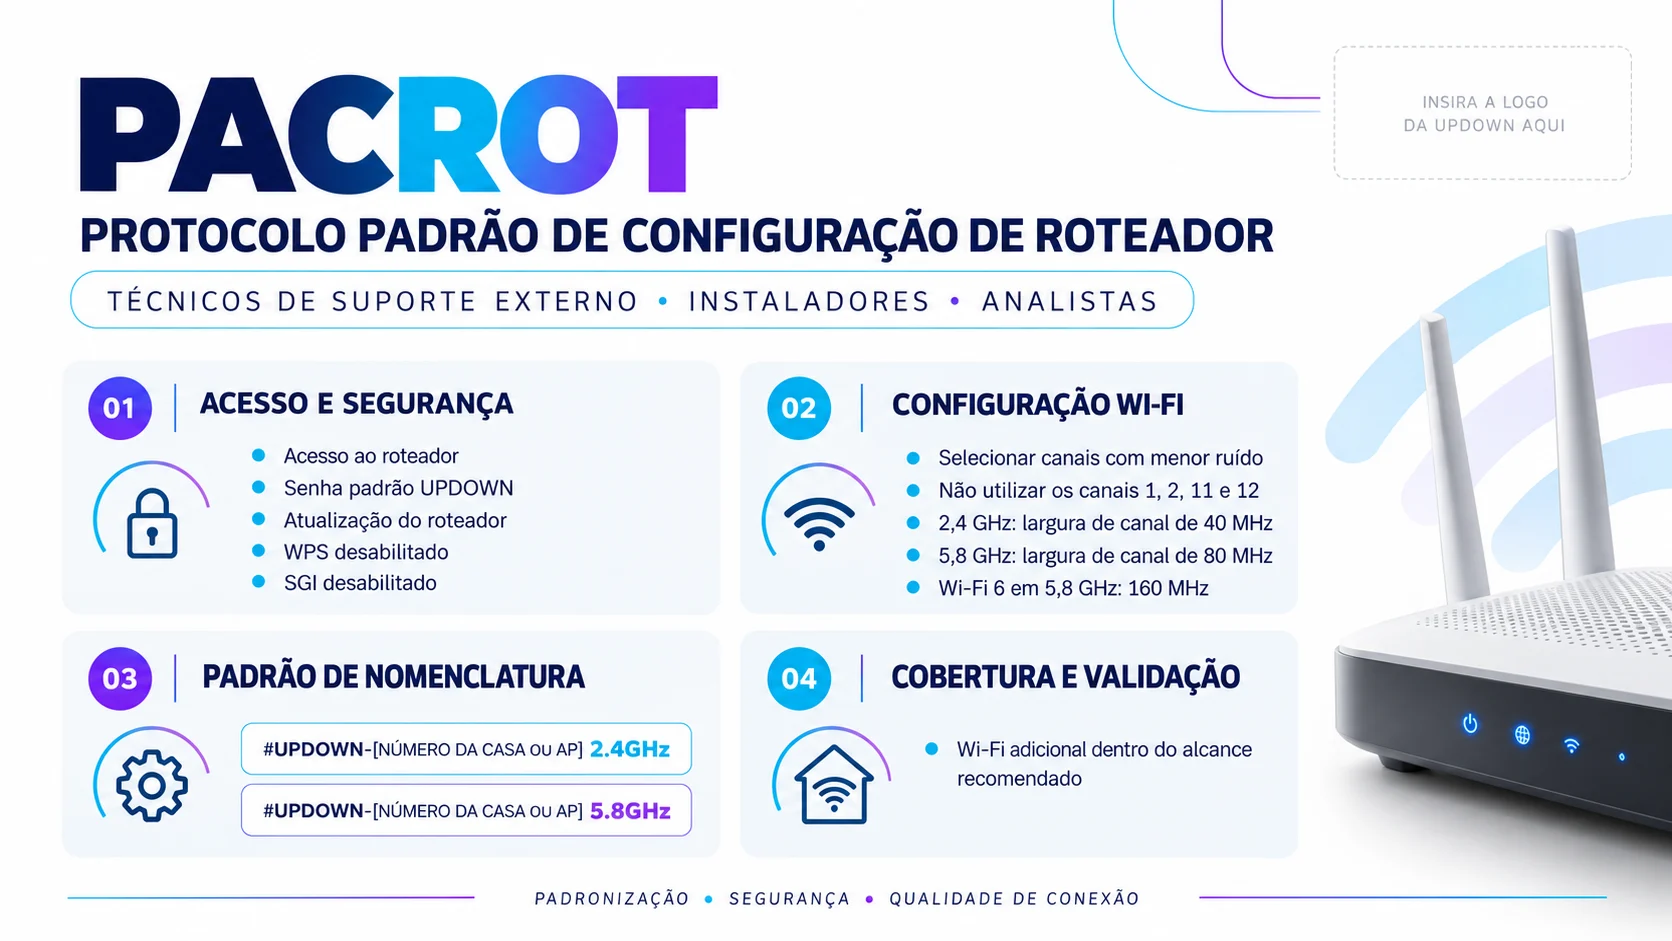 PACROT
INSIRA A LOGO
DA UPDOWN AQUI
PROTOCOLO PADRÃO DE CONFIGURAÇÃO DE ROTEADOR
TÉCNICOS DE SUPORTE EXTERNO • INSTALADORES • ANALISTAS
01 ACESSO E SEGURANÇA
Acesso ao roteador
Senha padrão UPDOWN
Atualização do roteador
WPS desabilitado
SGI desabilitado
02 CONFIGURAÇÃO WI-FI
Selecionar canais com menor ruído
Não utilizar os canais 1, 2, 11 e 12
2,4 GHz: largura de canal de 40 MHz
5,8 GHz: largura de canal de 80 MHz
Wi-Fi 6 em 5,8 GHz: 160 MHz
03 PADRÃO DE NOMENCLATURA
#UPDOWN-[NÚMERO DA CASA OU AP] 2.4GHz
#UPDOWN-[NÚMERO DA CASA OU AP] 5.8GHz
04 COBERTURA E VALIDAÇÃO
Wi-Fi adicional dentro do alcance
recomendado
PADRONIZAÇÃO • SEGURANÇA • QUALIDADE DE CONEXÃO